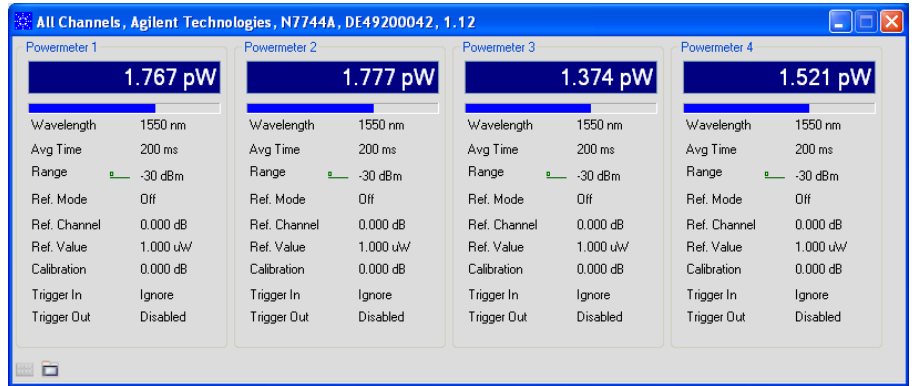 All Channels, Agilent Technologies, N7744A, DE49200042, 1.12
Powermeter 1
1.767 pW
Wavelength 1550 nm
Avg Time 200 ms
Range -30 dBm
Ref. Mode Off
Ref. Channel 0.000 dB
Ref. Value 1.000 uW
Calibration 0.000 dB
Trigger In Ignore
Trigger Out Disabled
Powermeter 2
1.777 pW
Wavelength 1550 nm
Avg Time 200 ms
Range -30 dBm
Ref. Mode Off
Ref. Channel 0.000 dB
Ref. Value 1.000 uW
Calibration 0.000 dB
Trigger In Ignore
Trigger Out Disabled
Powermeter 3
1.374 pW
Wavelength 1550 nm
Avg Time 200 ms
Range -30 dBm
Ref. Mode Off
Ref. Channel 0.000 dB
Ref. Value 1.000 uW
Calibration 0.000 dB
Trigger In Ignore
Trigger Out Disabled
Powermeter 4
1.521 pW
Wavelength 1550 nm
Avg Time 200 ms
Range -30 dBm
Ref. Mode Off
Ref. Channel 0.000 dB
Ref. Value 1.000 uW
Calibration 0.000 dB
Trigger In Ignore
Trigger Out Disabled